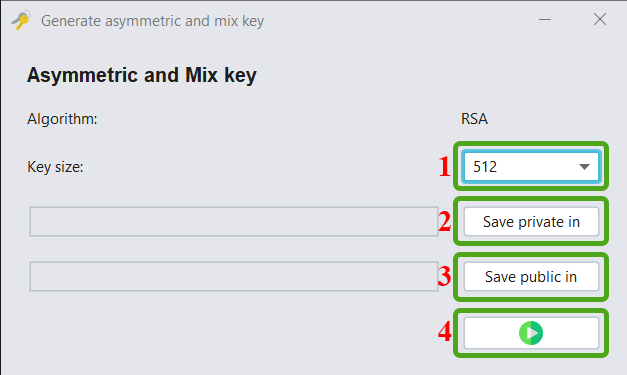 Generate asymmetric and mix key
Asymmetric and Mix key
Algorithm: RSA
Key size: 1 512
2 Save private in
3 Save public in
4